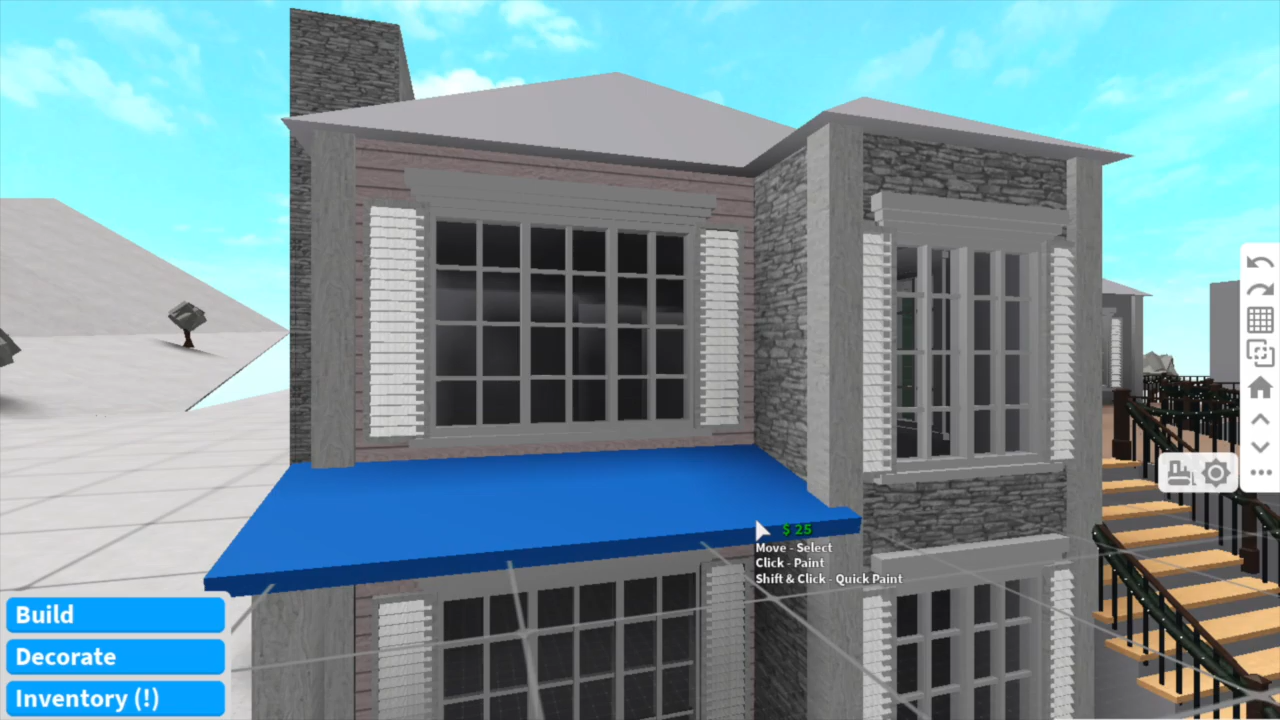 $ 25
Move - Select
Click - Paint
Shift & Click - Quick Paint
Build
Decorate
Inventory (!)